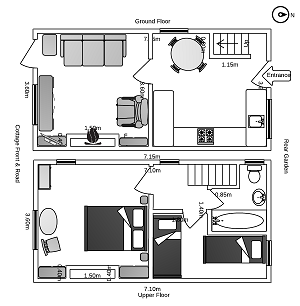 Ground Floor
N
7.15m
Up
1.15m
Entrance
3.60m
1.50m
Cottage Front & Road
Rear Garden
7.15m
7.10m
0.85m
1.40m
3.60m
1.50m
7.10m
Upper Floor